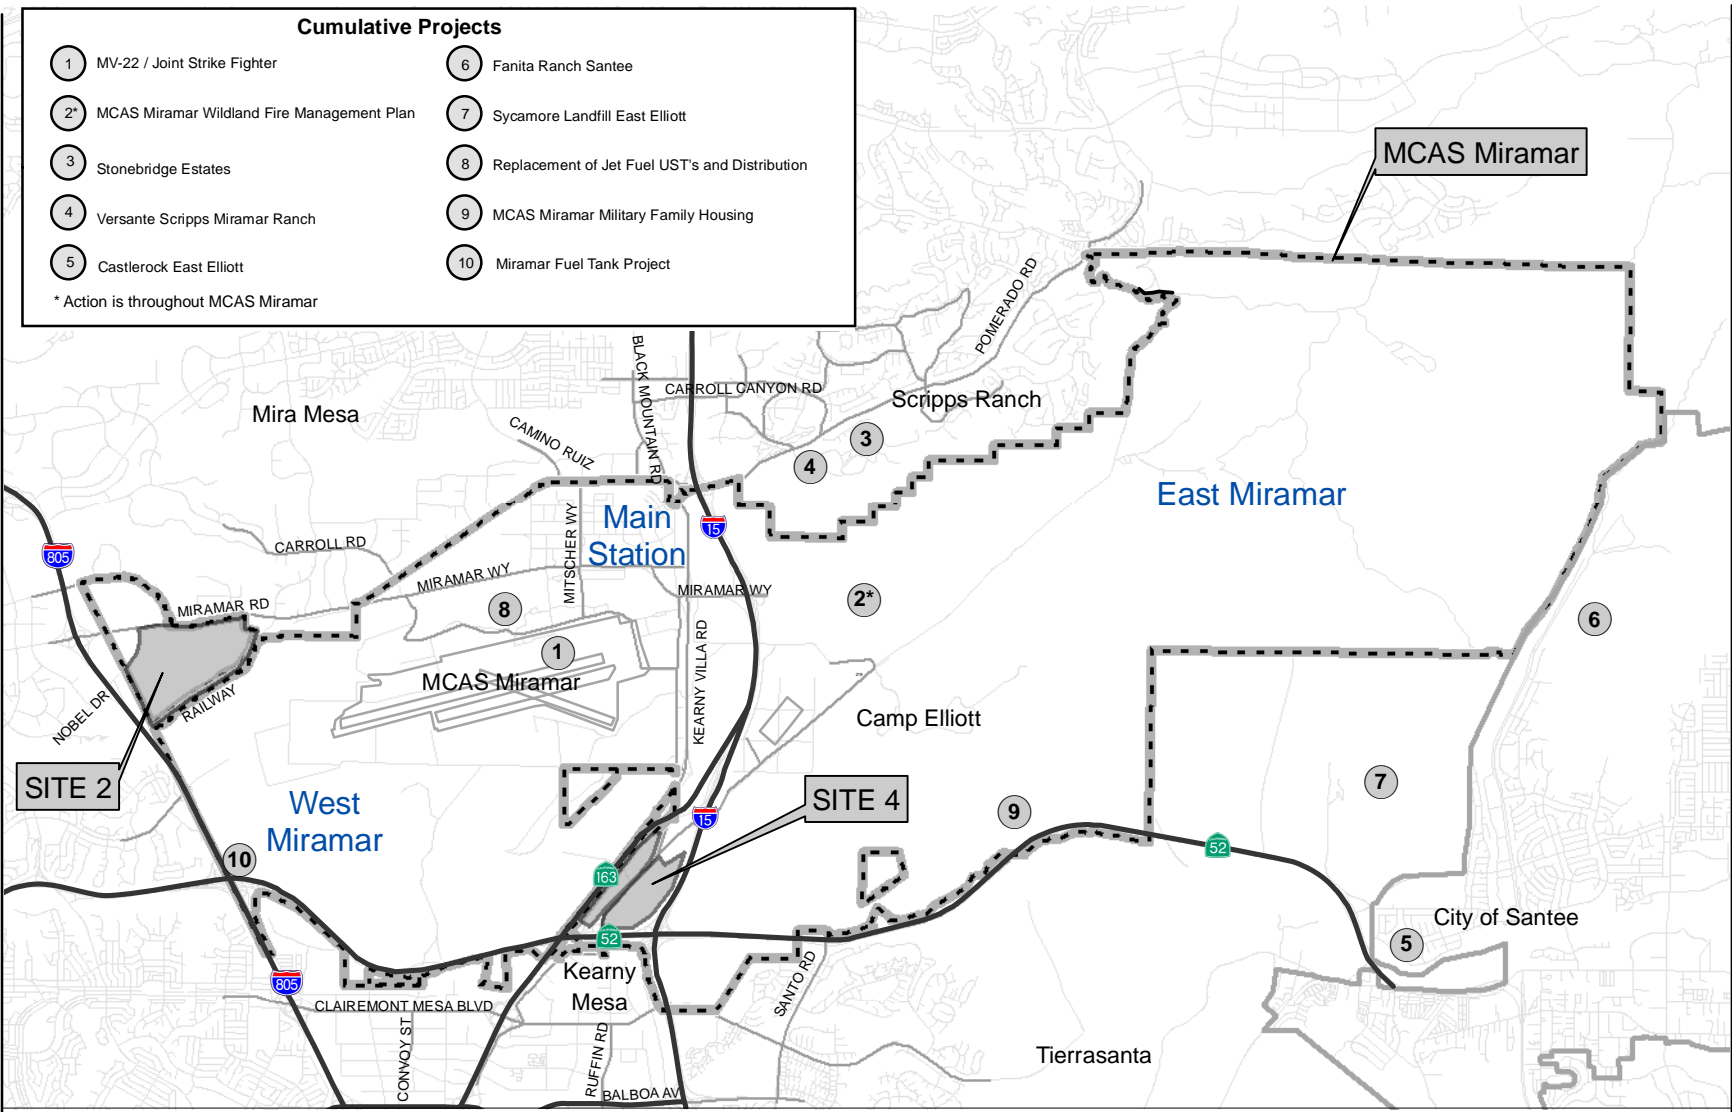 Cumulative Projects
1 MV-22 / Joint Strike Fighter
2* MCAS Miramar Wildland Fire Management Plan
3 Stonebridge Estates
4 Versante Scripps Miramar Ranch
5 Castlerock East Elliott
* Action is throughout MCAS Miramar
6 Fanita Ranch Santee
7 Sycamore Landfill East Elliott
8 Replacement of Jet Fuel UST's and Distribution
9 MCAS Miramar Military Family Housing
10 Miramar Fuel Tank Project
MCAS Miramar
POMERADO RD
BLACK MOUNTAIN RD
CARROLL CANYON RD
Scripps Ranch
Mira Mesa
CAMINO RUIZ
3
4
East Miramar
Main
Station
15
MITSCHER WY
805
CARROLL RD
MIRAMAR WY
MIRAMAR WY
MIRAMAR RD
8
2*
6
1
MCAS Miramar
KEARNY VILLA RD
NOBEL DR
RAILWAY
Camp Elliott
SITE 2
SITE 4
West
Miramar
15
9
7
52
10
163
52
City of Santee
5
805
Kearny
Mesa
SANTO RD
CLAIREMONT MESA BLVD
CONVOY ST
RUFFIN RD
BALBOA AV
Tierrasanta